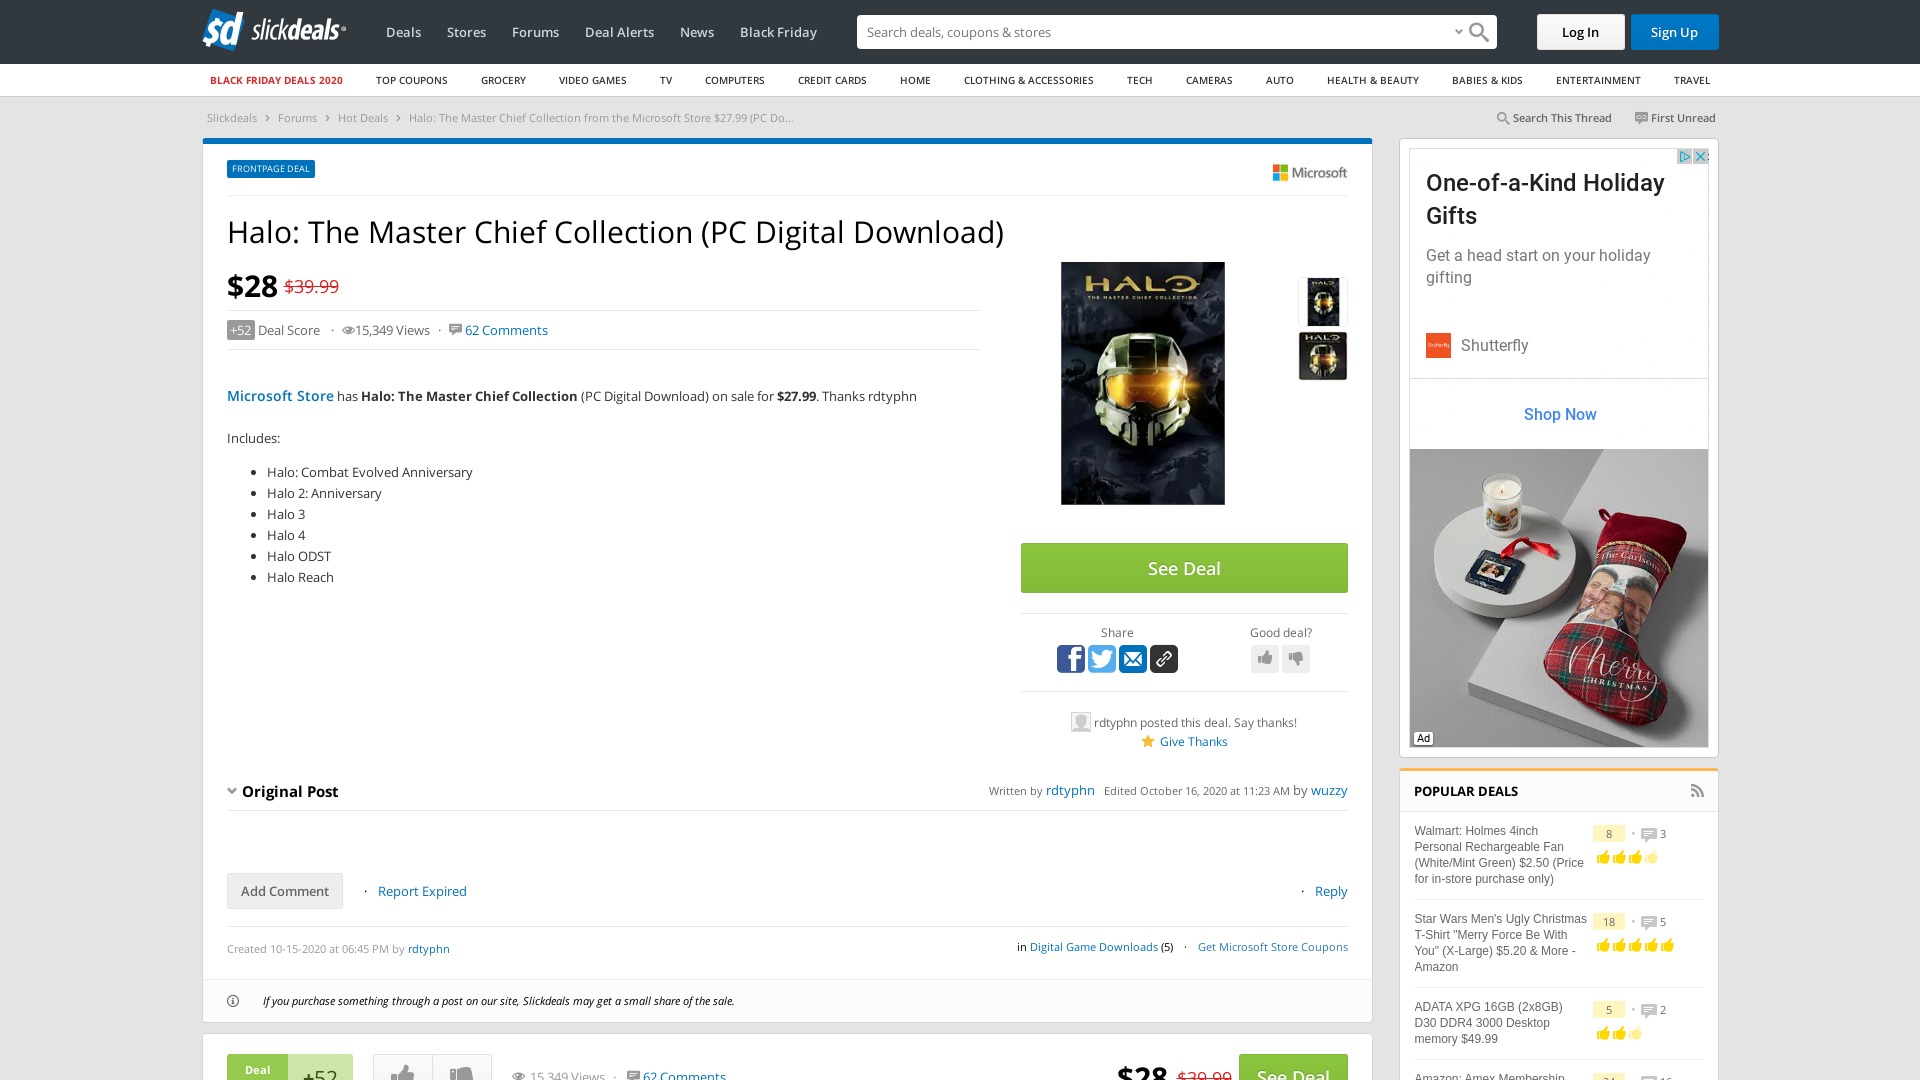 slickdeals
Deals
Stores
Forums
Deal Alerts
News
Black Friday
Search deals, coupons & scores
Log In
Sign Up
BLACK FRIDAY DEALS 2020
TOP COUPONS
GROCERY
VIDEO GAMES
TV
COMPUTERS
CREDIT CARDS
HOME
CLOTHING & ACCESSORIES
TECH
CAMERAS
AUTO
HEALTH & BEAUTY
BABIES & KIDS
ENTERTAINMENT
TRAVEL
Slickdeals > Forums > Hot Deals > Halo: The Master Chief Collection from the Microsoft Store $27.99 (PC Do...
Search This Thread
First Unread
FRONTPAGE DEAL
Microsoft
Halo: The Master Chief Collection (PC Digital Download)
$28 $39.99
+52 Deal Score · 15,349 Views · 62 Comments
Microsoft Store has Halo: The Master Chief Collection (PC Digital Download) on sale for $27.99. Thanks rdtyphn
Includes:
• Halo: Combat Evolved Anniversary
• Halo 2: Anniversary
• Halo 3
• Halo 4
• Halo ODST
• Halo Reach
HALO
THE MASTER CHIEF COLLECTION
HALO
See Deal
Share
Good deal?
rdtyphn posted this deal. Say thanks!
Give Thanks
Original Post
Written by rdtyphn Edited October 16, 2020 at 11:23 AM by wuzzy
Add Comment
· Report Expired
· Reply
Created 10-15-2020 at 06:45 PM by rdtyphn
in Digital Game Downloads (5) · Get Microsoft Store Coupons
If you purchase something through a post on our site, Slickdeals may get a small share of the sale.
Deal
+52
15,349 Views · 62 Comments
$28 $39.99
See Deal
One-of-a-Kind Holiday
Gifts
Get a head start on your holiday
gifting
Shutterfly
Shop Now
The Carlsons
Merry
CHRISTMAS
Ad
POPULAR DEALS
Walmart: Holmes 4inch
Personal Rechargeable Fan
(White/Mint Green) $2.50 (Price
for in-store purchase only)
8 · 3
Star Wars Men's Ugly Christmas
T-Shirt "Merry Force Be With
You" (X-Large) $5.20 & More -
Amazon
18 · 5
ADATA XPG 16GB (2x8GB)
D30 DDR4 3000 Desktop
memory $49.99
5 · 2
Amazon: Amex Membership